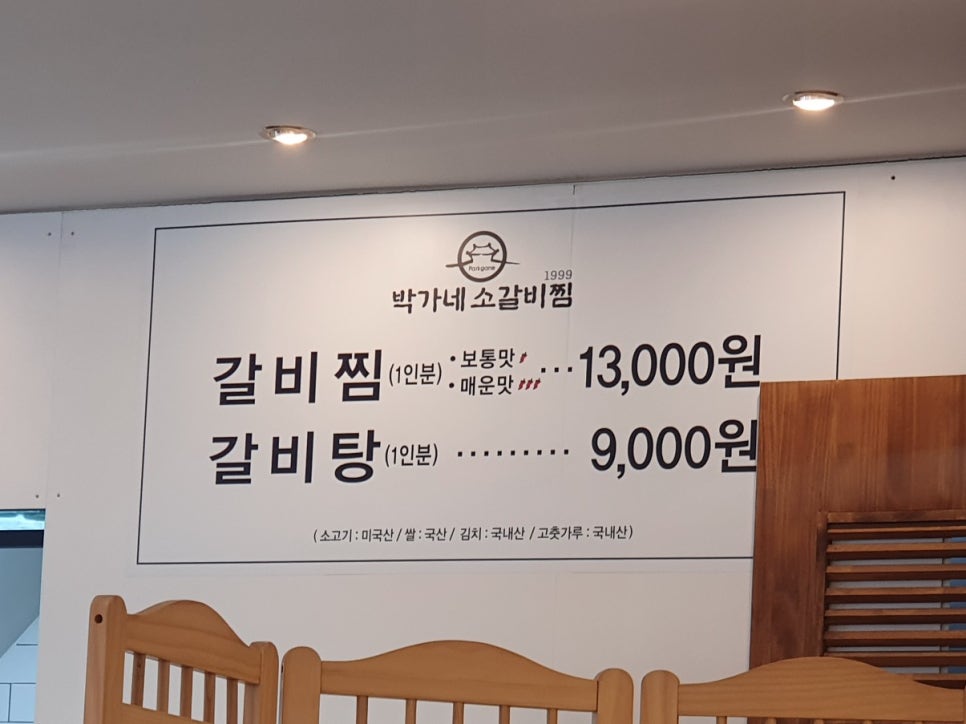 Parkgane
1999
박가네 소갈비찜
갈비찜(1인분) • 보통맛 ... 13,000원
• 매운맛
갈비탕(1인분) ......... 9,000원
(소고기 : 미국산 / 쌀 : 국산 / 김치 : 국내산 / 고춧가루 : 국내산)